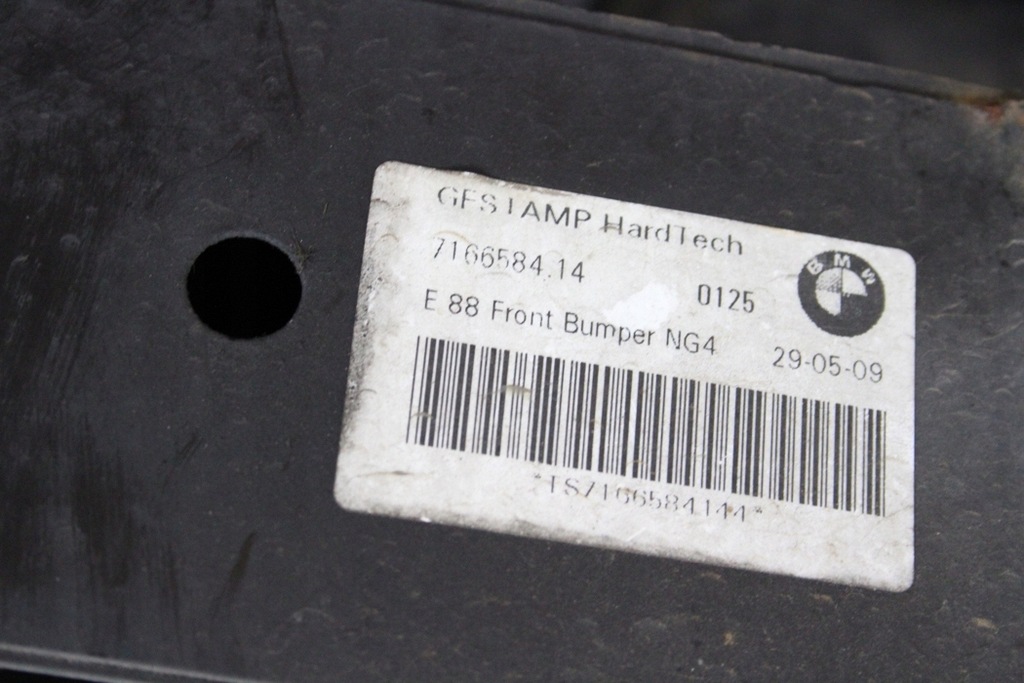 GESTAMP HardTech
7166584.14
0125
BMW
E 88 Front Bumper NG4
29-05-09
*TS7166584144*